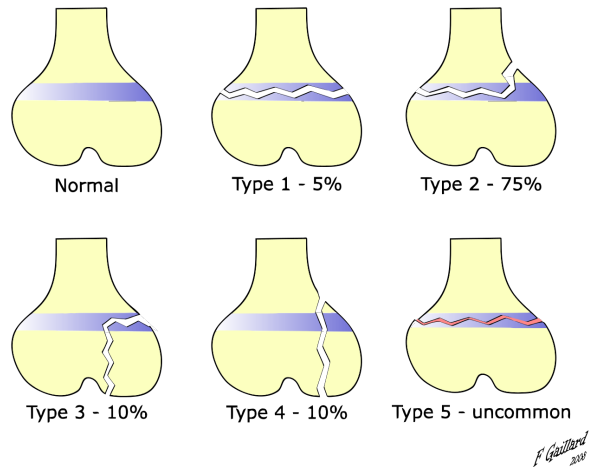 Normal
Type 1 - 5%
Type 2 - 75%
Type 3 - 10%
Type 4 - 10%
Type 5 - uncommon
F Gaillard
2008